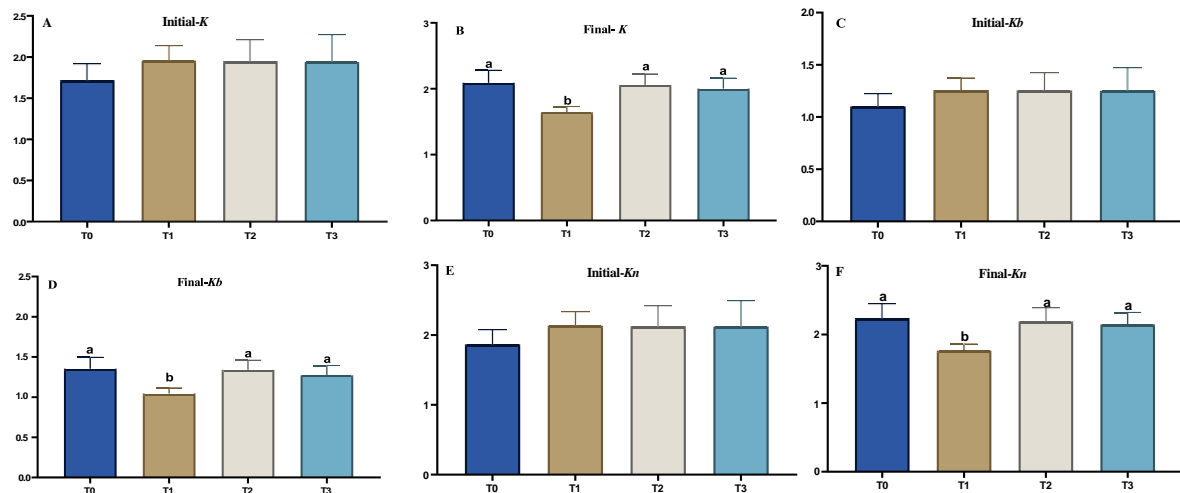 A
Initial-K
2.5
2.0
1.5
1.0
0.5
0.0
T0 T1 T2 T3
B
Final- K
3
2
1
0
a b a a
T0 T1 T2 T3
C
Initial-Kb
2.0
1.5
1.0
0.5
0.0
T0 T1 T2 T3
D
Final-Kb
2.5
2.0
1.5
1.0
0.5
0.0
a b a a
T0 T1 T2 T3
E
Initial-Kn
3
2
1
0
T0 T1 T2 T3
F
Final-Kn
3
2
1
0
a b a a
T0 T1 T2 T3